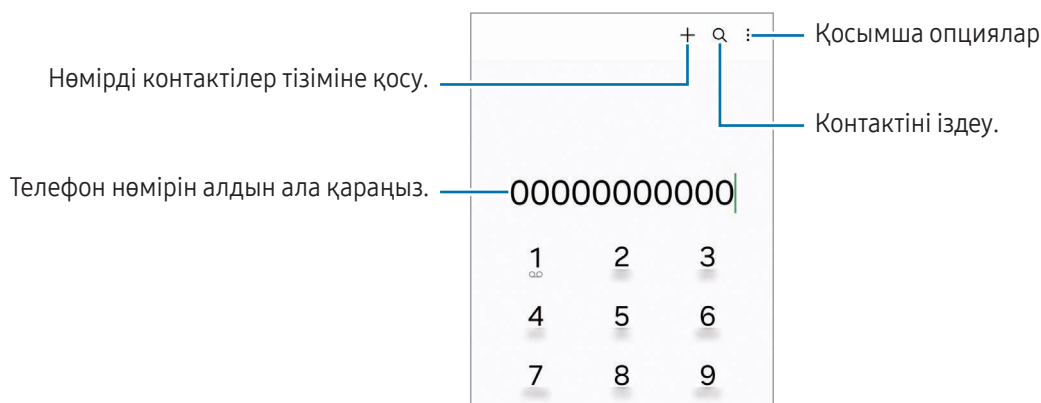 Қосымша опциялар
Нөмірді контактілер тізіміне қосу.
Контактіні іздеу.
Телефон нөмірін алдын ала қараңыз.
00000000000
1 2 3
4 5 6
7 8 9